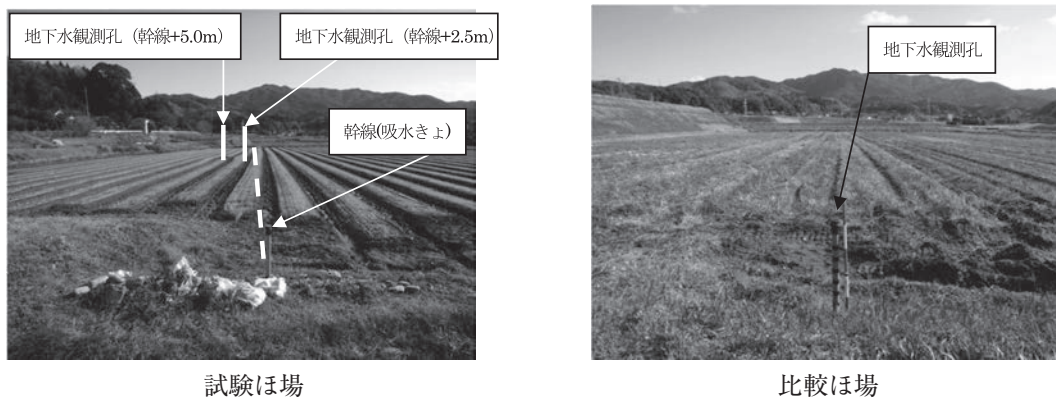 地下水観測孔（幹線+5.0m）
地下水観測孔（幹線+2.5m）
幹線(吸水きょ)
地下水観測孔
試験ほ場
比較ほ場